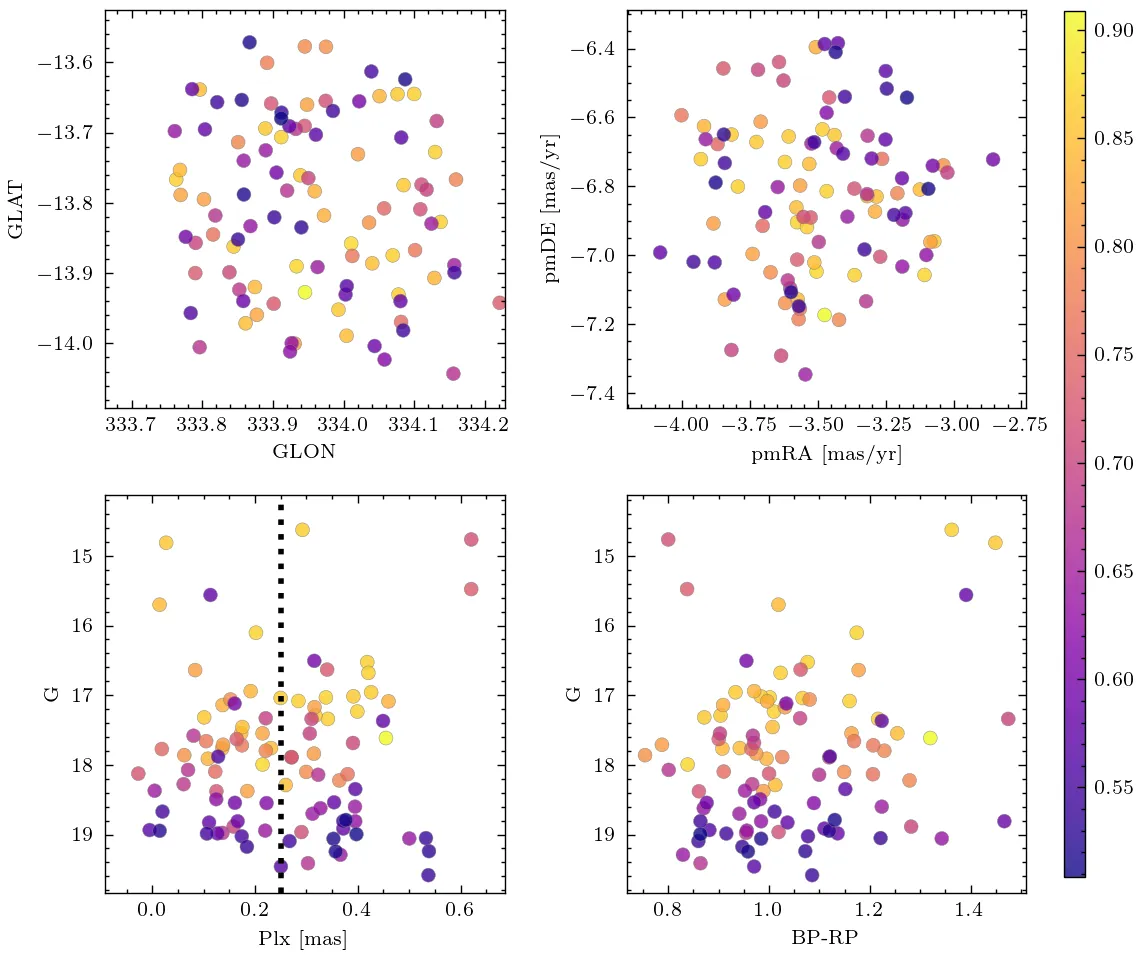 −13.6
−13.7
−13.8
−13.9
−14.0
GLAT
333.7 333.8 333.9 334.0 334.1 334.2
GLON
−6.4
−6.6
−6.8
−7.0
−7.2
−7.4
pmDE [mas/yr]
−4.00 −3.75 −3.50 −3.25 −3.00 −2.75
pmRA [mas/yr]
15
16
17
18
19
G
0.0 0.2 0.4 0.6
Plx [mas]
15
16
17
18
19
G
0.8 1.0 1.2 1.4
BP-RP
0.90
0.85
0.80
0.75
0.70
0.65
0.60
0.55